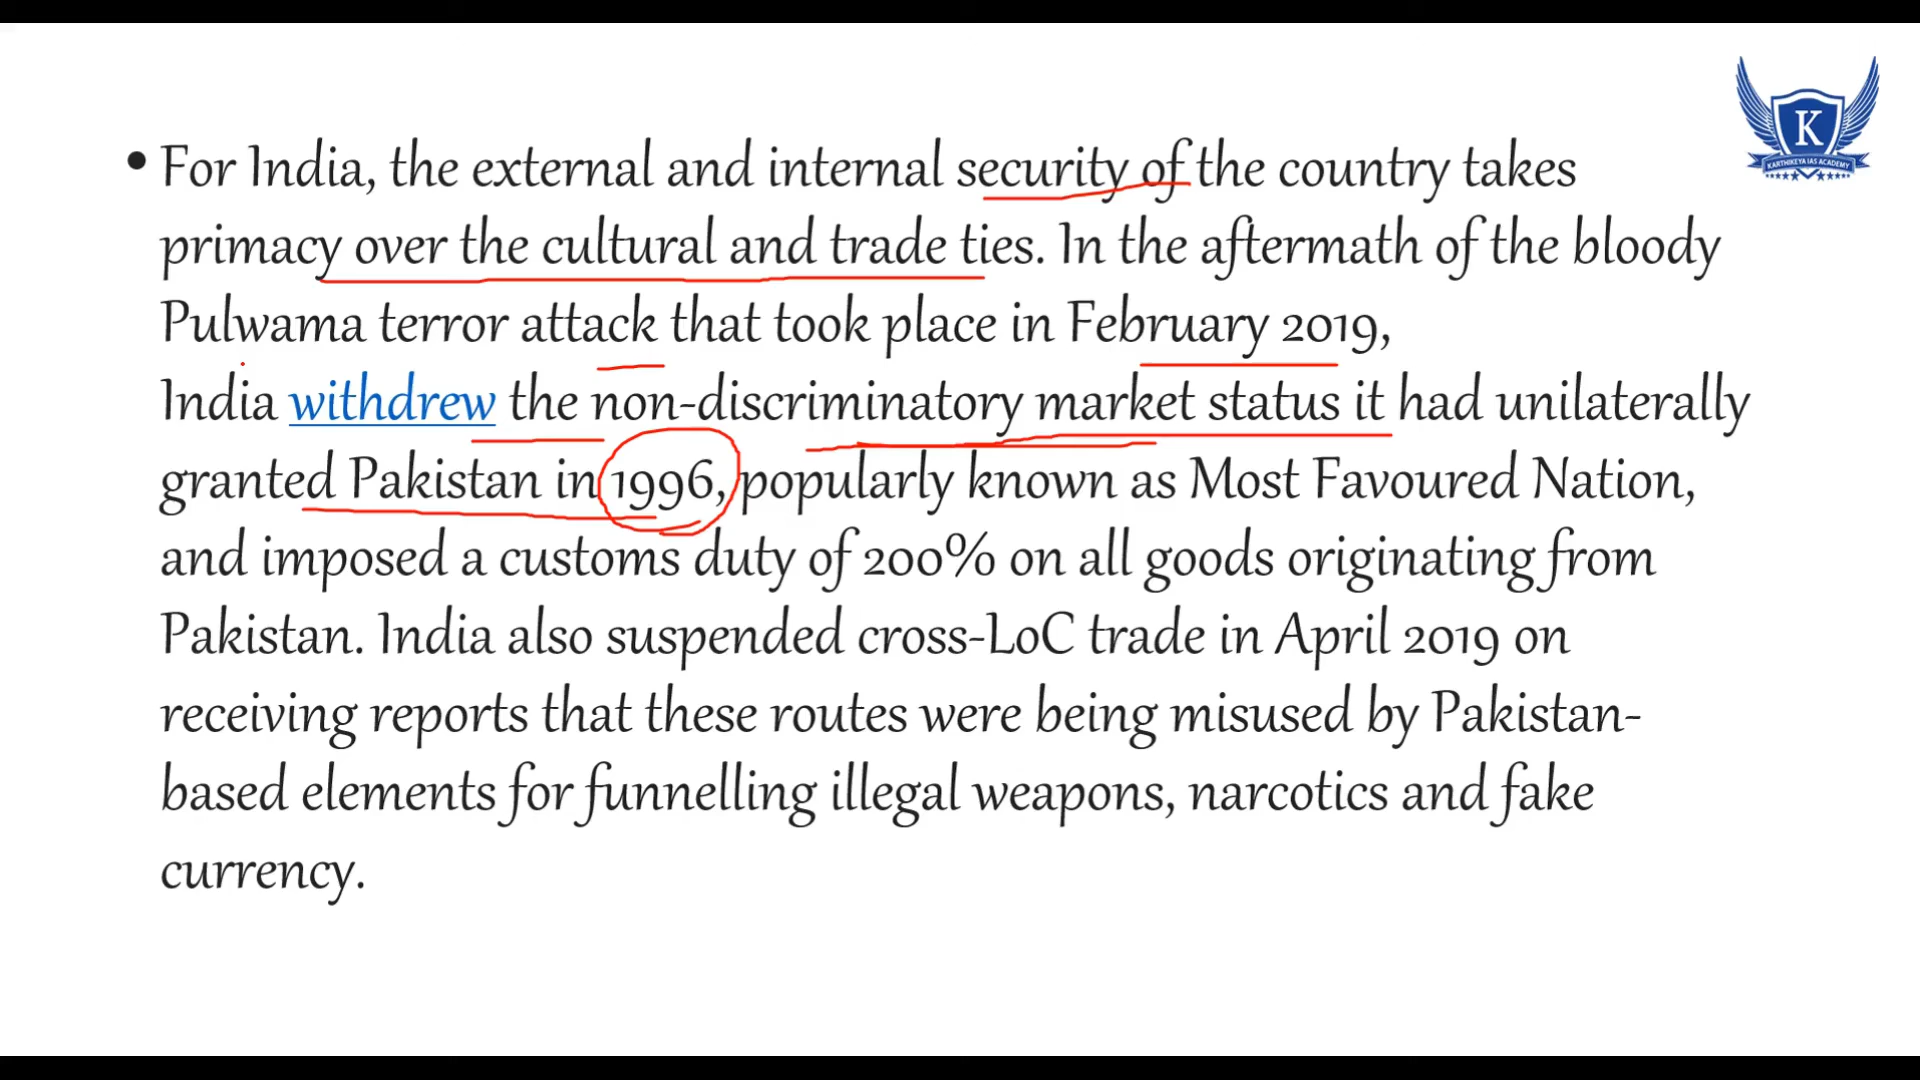 • For India, the external and internal security of the country takes
primacy over the cultural and trade ties. In the aftermath of the bloody
Pulwama terror attack that took place in February 2019,
India withdrew the non-discriminatory market status it had unilaterally
granted Pakistan in 1996, popularly known as Most Favoured Nation,
and imposed a customs duty of 200% on all goods originating from
Pakistan. India also suspended cross-LoC trade in April 2019 on
receiving reports that these routes were being misused by Pakistan-
based elements for funnelling illegal weapons, narcotics and fake
currency.
K
KARTHIKEYA IAS ACADEMY